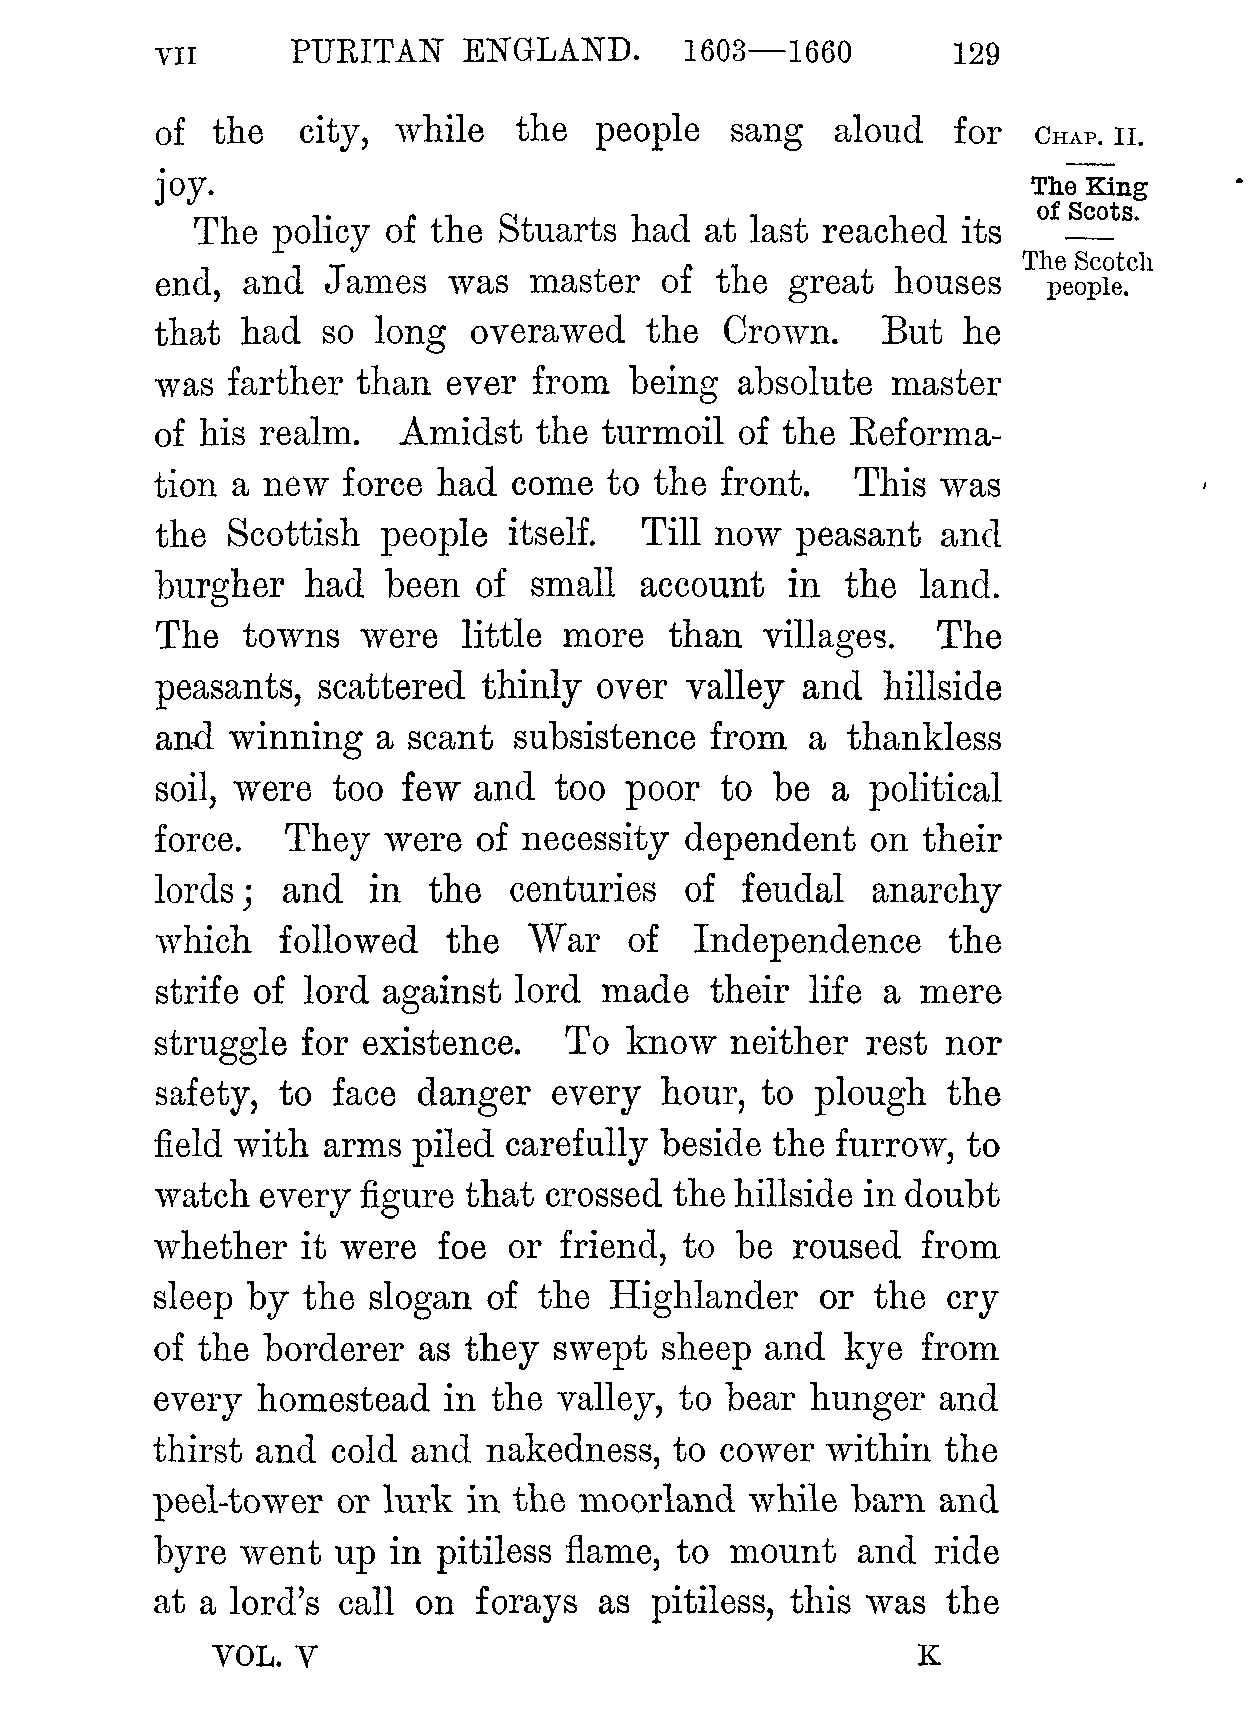 VII PURITAN ENGLAND. 1603—1660 129
of the city, while the people sang aloud for
joy.
The policy of the Stuarts had at last reached its
end, and James was master of the great houses
that had so long overawed the Crown. But he
was farther than ever from being absolute master
of his realm. Amidst the turmoil of the Reforma-
tion a new force had come to the front. This was
the Scottish people itself. Till now peasant and
burgher had been of small account in the land.
The towns were little more than villages. The
peasants, scattered thinly over valley and hillside
and winning a scant subsistence from a thankless
soil, were too few and too poor to be a political
force. They were of necessity dependent on their
lords; and in the centuries of feudal anarchy
which followed the War of Independence the
strife of lord against lord made their life a mere
struggle for existence. To know neither rest nor
safety, to face danger every hour, to plough the
field with arms piled carefully beside the furrow, to
watch every figure that crossed the hillside in doubt
whether it were foe or friend, to be roused from
sleep by the slogan of the Highlander or the cry
of the borderer as they swept sheep and kye from
every homestead in the valley, to bear hunger and
thirst and cold and nakedness, to cower within the
peel-tower or lurk in the moorland while barn and
byre went up in pitiless flame, to mount and ride
at a lord's call on forays as pitiless, this was the
VOL. V K
CHAP. II.
The King
of Scots.
The Scotch
people.